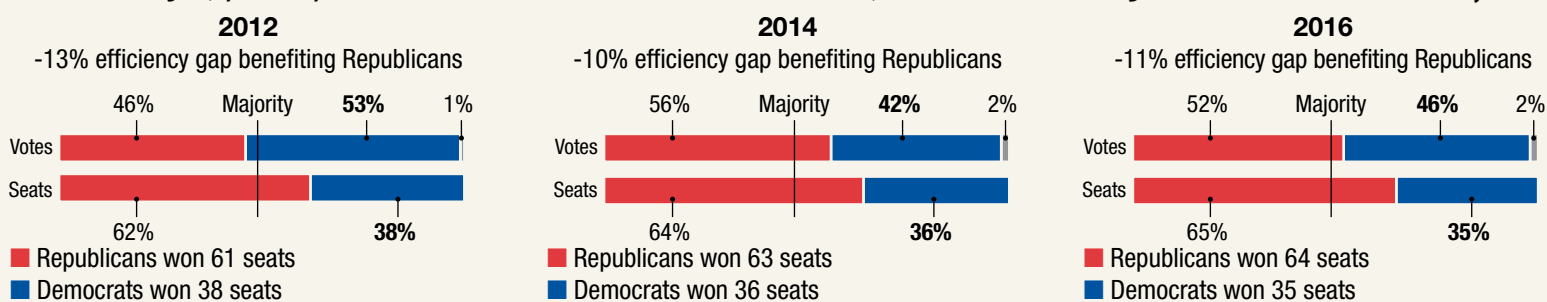 2012
-13% efficiency gap benefiting Republicans
46% Majority 53% 1%
Votes
Seats
62% 38%
Republicans won 61 seats
Democrats won 38 seats
2014
-10% efficiency gap benefiting Republicans
56% Majority 42% 2%
Votes
Seats
64% 36%
Republicans won 63 seats
Democrats won 36 seats
2016
-11% efficiency gap benefiting Republicans
52% Majority 46% 2%
Votes
Seats
65% 35%
Republicans won 64 seats
Democrats won 35 seats